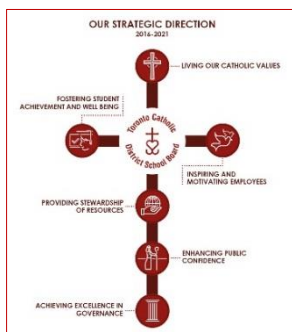 OUR STRATEGIC DIRECTION
2016-2021
LIVING OUR CATHOLIC VALUES
FOSTERING STUDENT
ACHIEVEMENT AND WELL BEING
Toronto Catholic
District School Board
INSPIRING AND
MOTIVATING EMPLOYEES
PROVIDING STEWARDSHIP
OF RESOURCES
ENHANCING PUBLIC
CONFIDENCE
ACHIEVING EXCELLENCE IN
GOVERNANCE